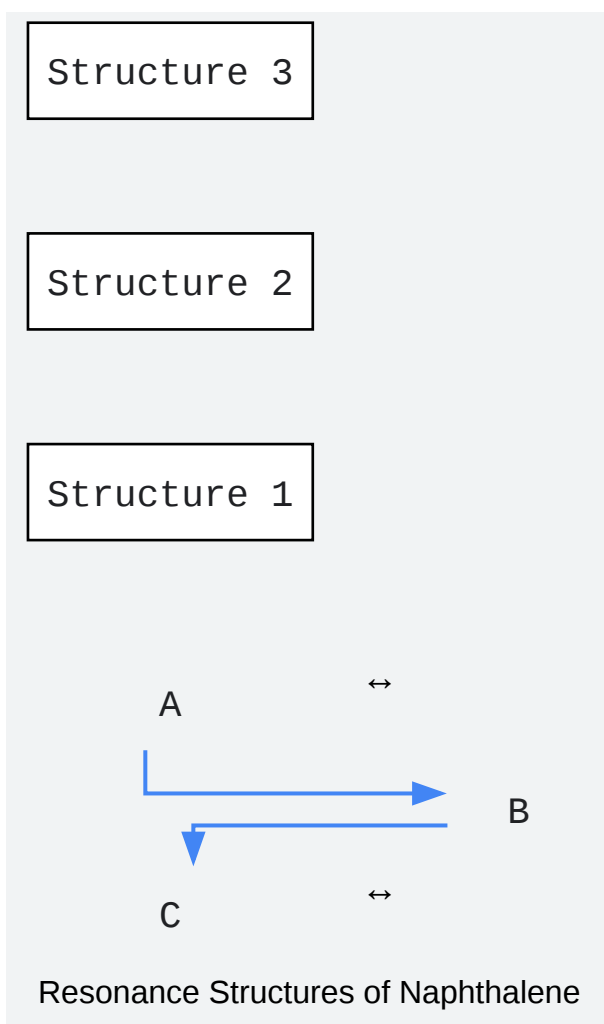 Structure 3
Structure 2
Structure 1
↔
A
B
↔
C
Resonance Structures of Naphthalene